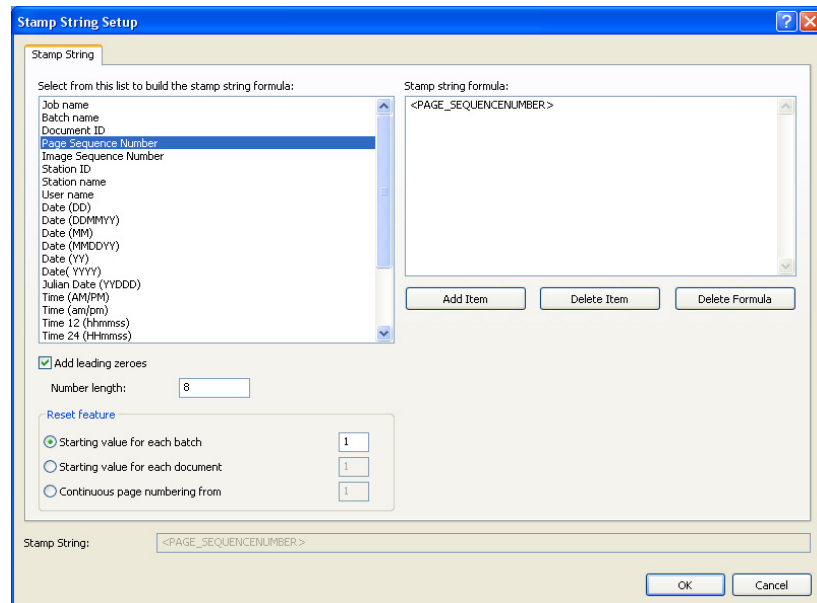 Stamp String Setup
Stamp String
Select from this list to build the stamp string formula:
Job name
Batch name
Document ID
Page Sequence Number
Image Sequence Number
Station ID
Station name
User name
Date (DD)
Date (DDMMYY)
Date (MM)
Date (MMDDYY)
Date (YY)
Date( YYYY)
Julian Date (YYDDD)
Time (AM/PM)
Time (am/pm)
Time 12 (hhmmss)
Time 24 (HHmmss)
Stamp string formula:
<PAGE_SEQUENCENUMBER>
Add Item Delete Item Delete Formula
Add leading zeroes
Number length: 8
Reset feature
Starting value for each batch 1
Starting value for each document 1
Continuous page numbering from 1
Stamp String: <PAGE_SEQUENCENUMBER>
OK Cancel